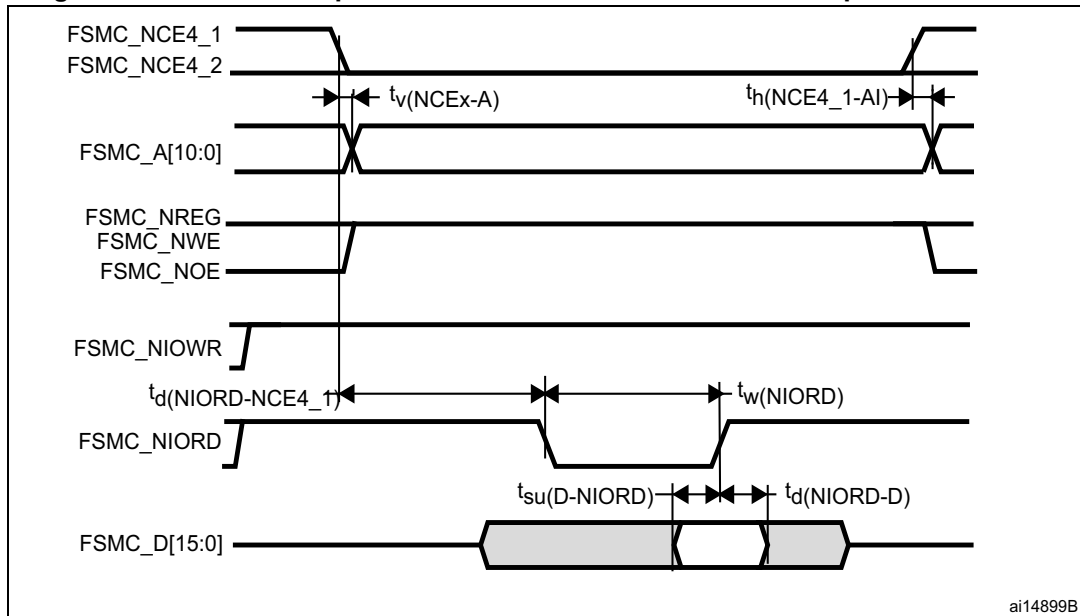 FSMC_NCE4_1
FSMC_NCE4_2
tv(NCEx-A)
th(NCE4_1-AI)
FSMC_A[10:0]
FSMC_NREG
FSMC_NWE
FSMC_NOE
FSMC_NIOWR
td(NIORD-NCE4_1)
tw(NIORD)
FSMC_NIORD
tsu(D-NIORD)
td(NIORD-D)
FSMC_D[15:0]
ai14899B